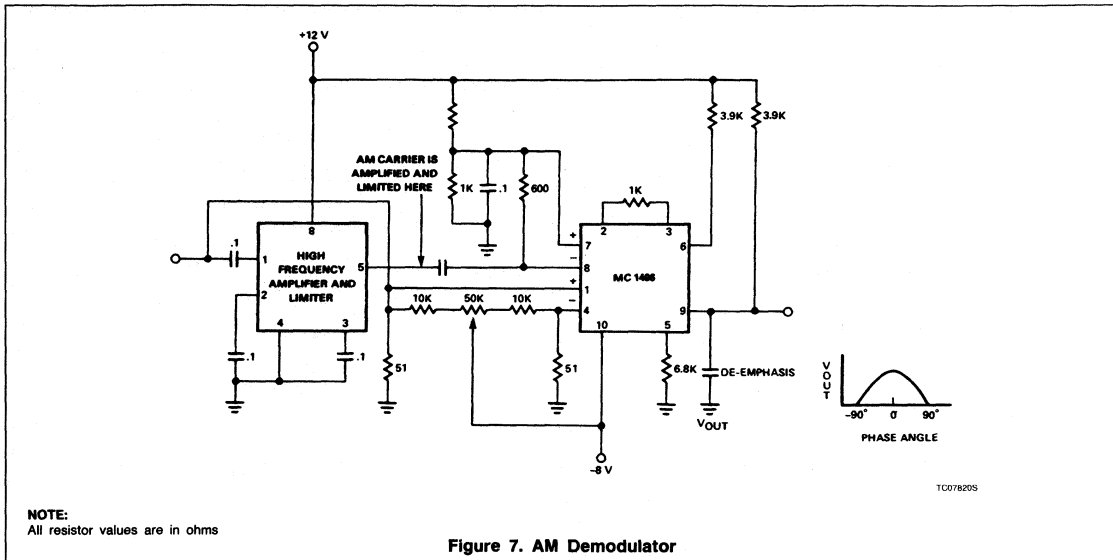 +12 V
3.9K
3.9K
AM CARRIER IS
AMPLIFIED AND
LIMITED HERE
1K
.1
600
1K
2
3
+
7
–
8
+
1
–
4
6
9
10
5
MC 1496
.1
8
1
HIGH
FREQUENCY
AMPLIFIER AND
LIMITER
5
2
4
3
.1
.1
10K
50K
10K
51
51
6.8K
DE-EMPHASIS
VOUT
–8 V
VOUT
–90°
0°
90°
PHASE ANGLE
TC07820S
NOTE:
All resistor values are in ohms
Figure 7. AM Demodulator